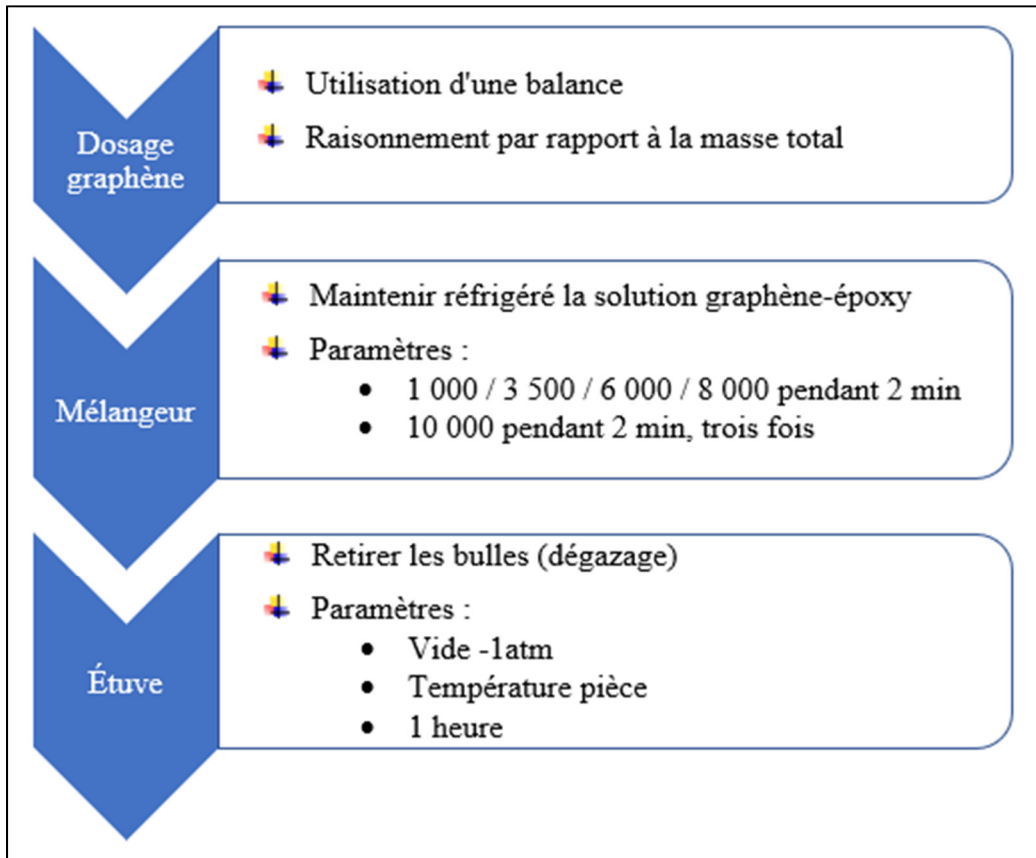 Dosage
graphène
Utilisation d'une balance
Raisonnement par rapport à la masse total
Mélangeur
Maintenir réfrigéré la solution graphène-époxy
Paramètres :
1 000 / 3 500 / 6 000 / 8 000 pendant 2 min
10 000 pendant 2 min, trois fois
Étuve
Retirer les bulles (dégazage)
Paramètres :
Vide -1atm
Température pièce
1 heure